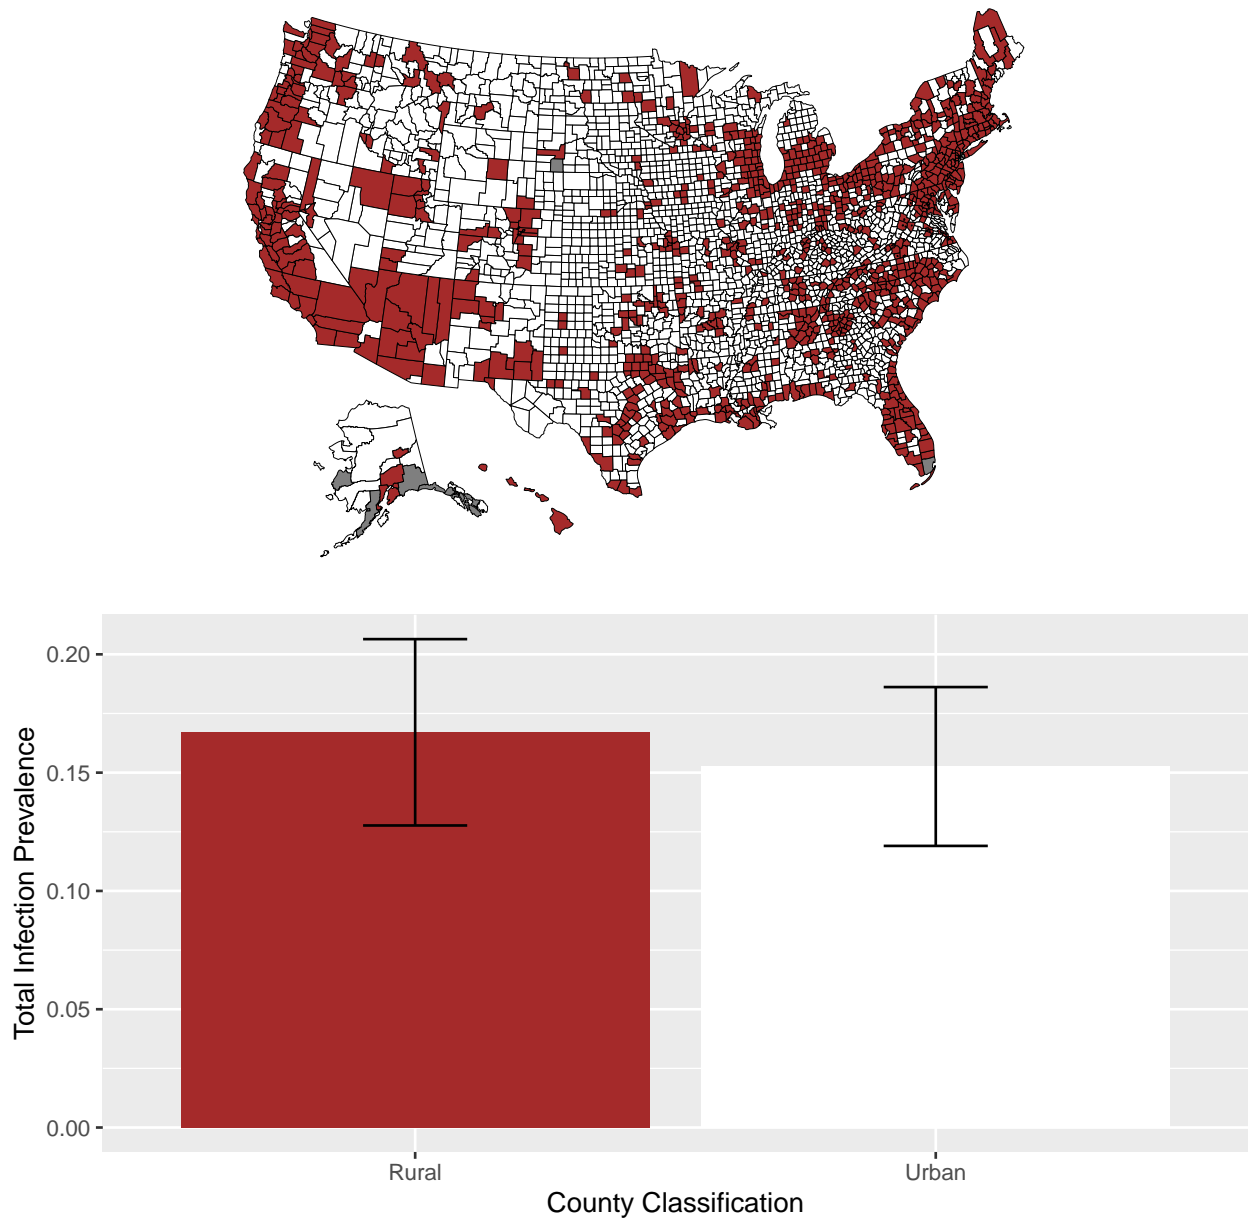 0.20
0.15
0.10
0.05
0.00
Total Infection Prevalence
Rural
Urban
County Classification